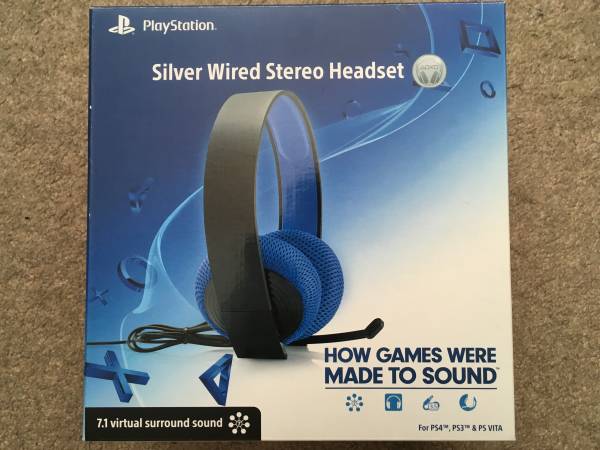 PlayStation.
Silver Wired Stereo Headset
HOW GAMES WERE
MADE TO SOUND™
7.1 virtual surround sound
For PS4™, PS3™ & PS VITA